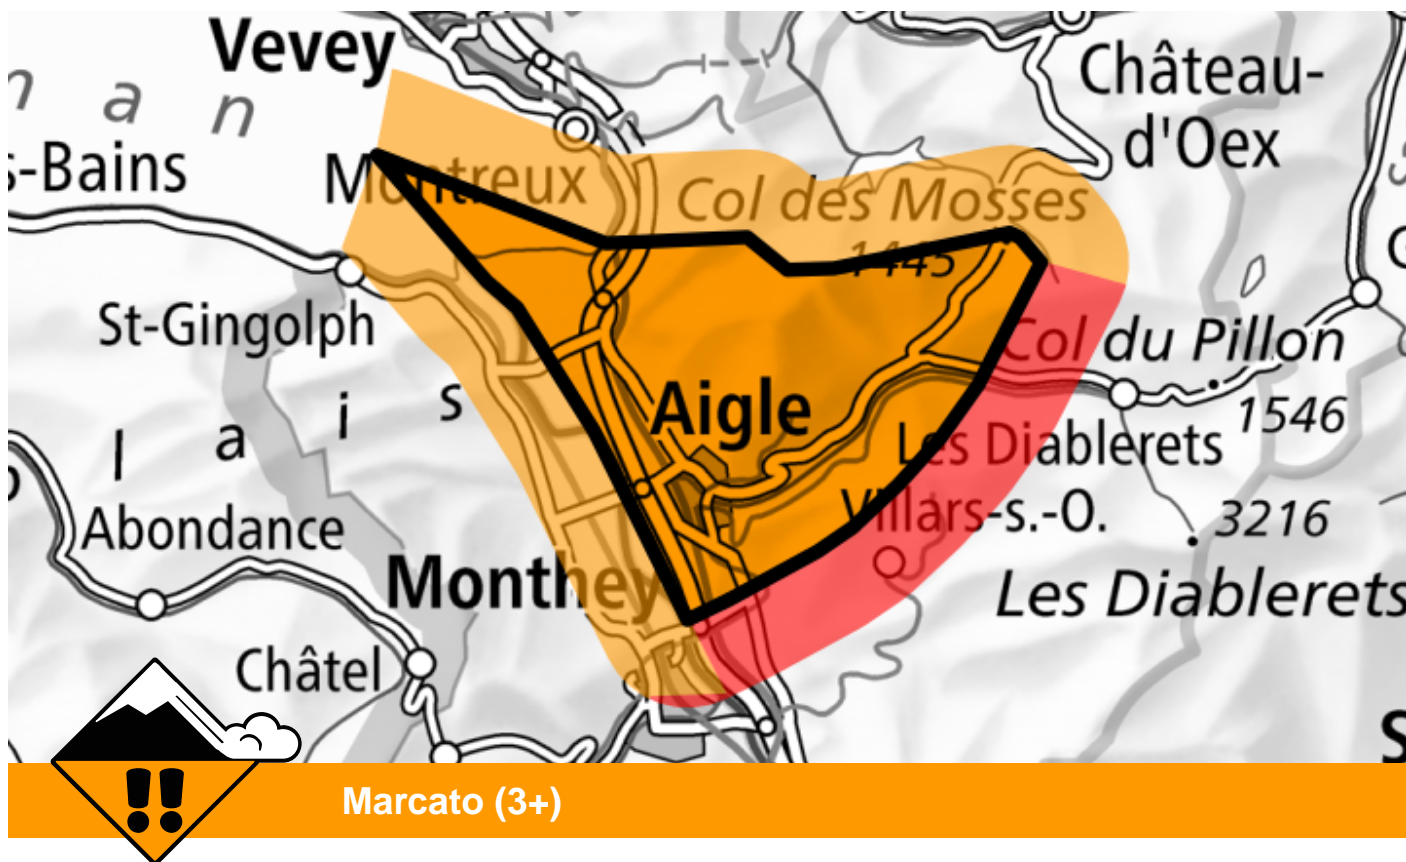 Vevey
Château-
d'Oex
n a n
s-Bains
Montreux
Col des Mosses
1445
St-Gingolph
Col du Pillon
1546
Aigle
l a i s
Les Diablerets
Villars-s.-O.
3216
Abondance
Monthey
Les Diablerets
Châtel
S
Marcato (3+)